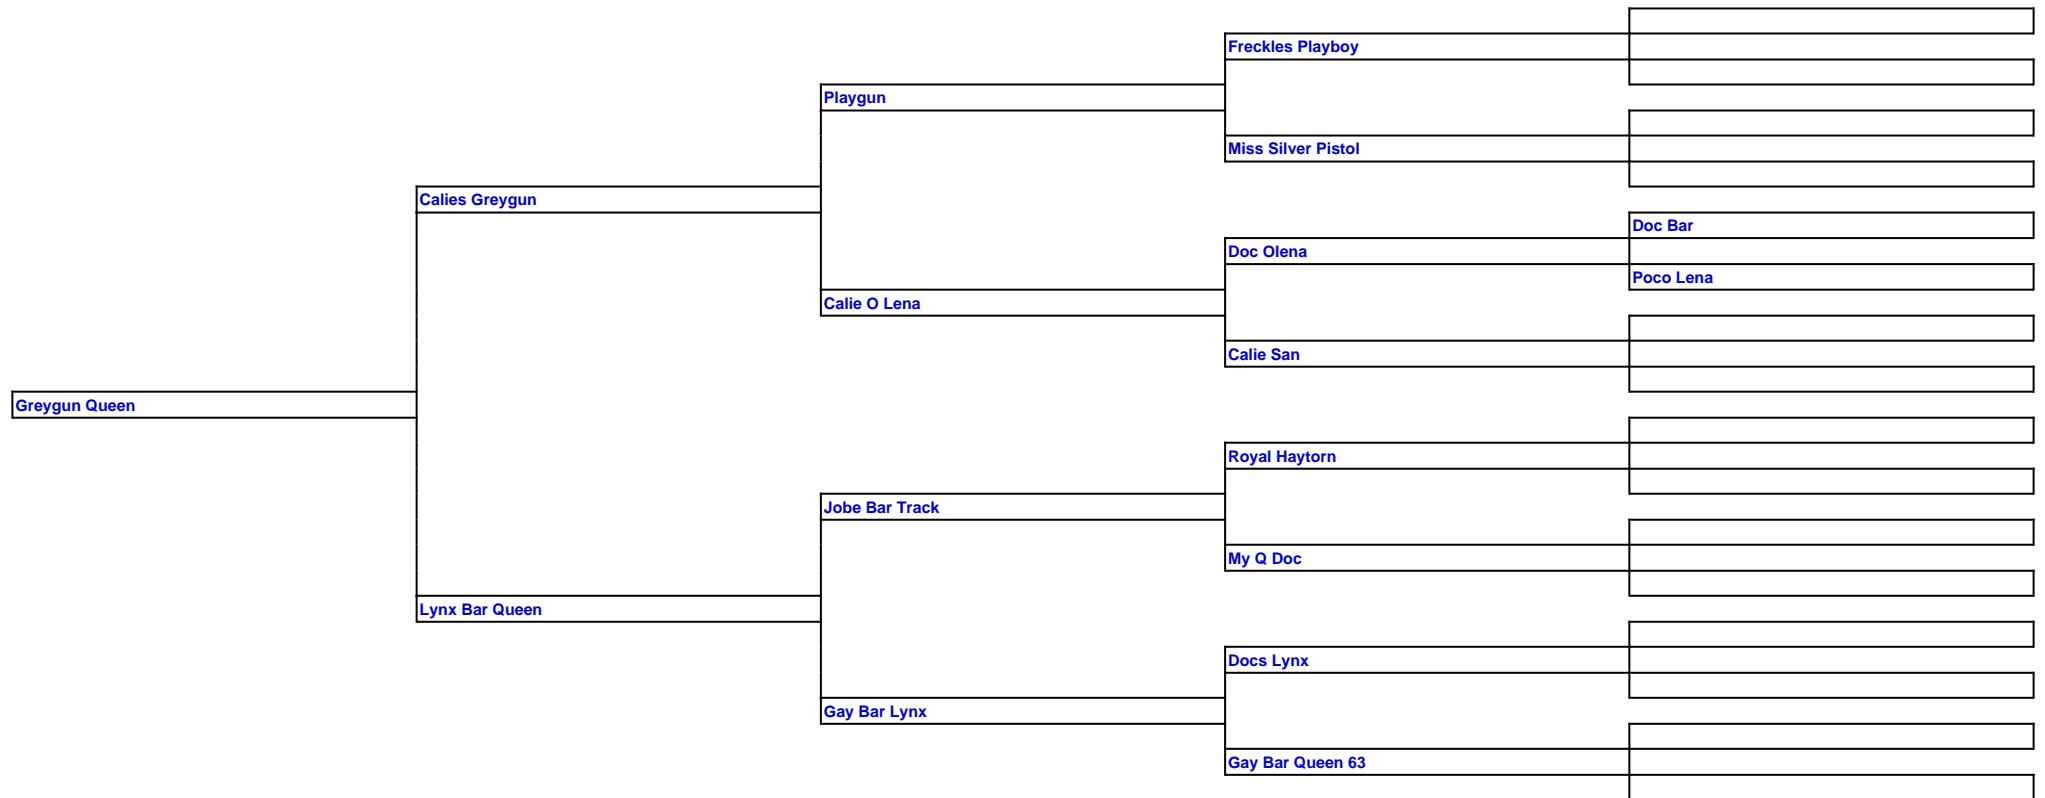 Freckles Playboy
Playgun
Miss Silver Pistol
Calies Greygun
Doc Bar
Doc Olena
Poco Lena
Calie O Lena
Calie San
Greygun Queen
Royal Haytorn
Jobe Bar Track
My Q Doc
Lynx Bar Queen
Docs Lynx
Gay Bar Lynx
Gay Bar Queen 63